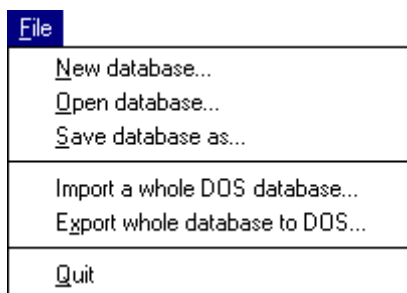 File
New database...
Open database...
Save database as...
Import a whole DOS database...
Export whole database to DOS...
Quit